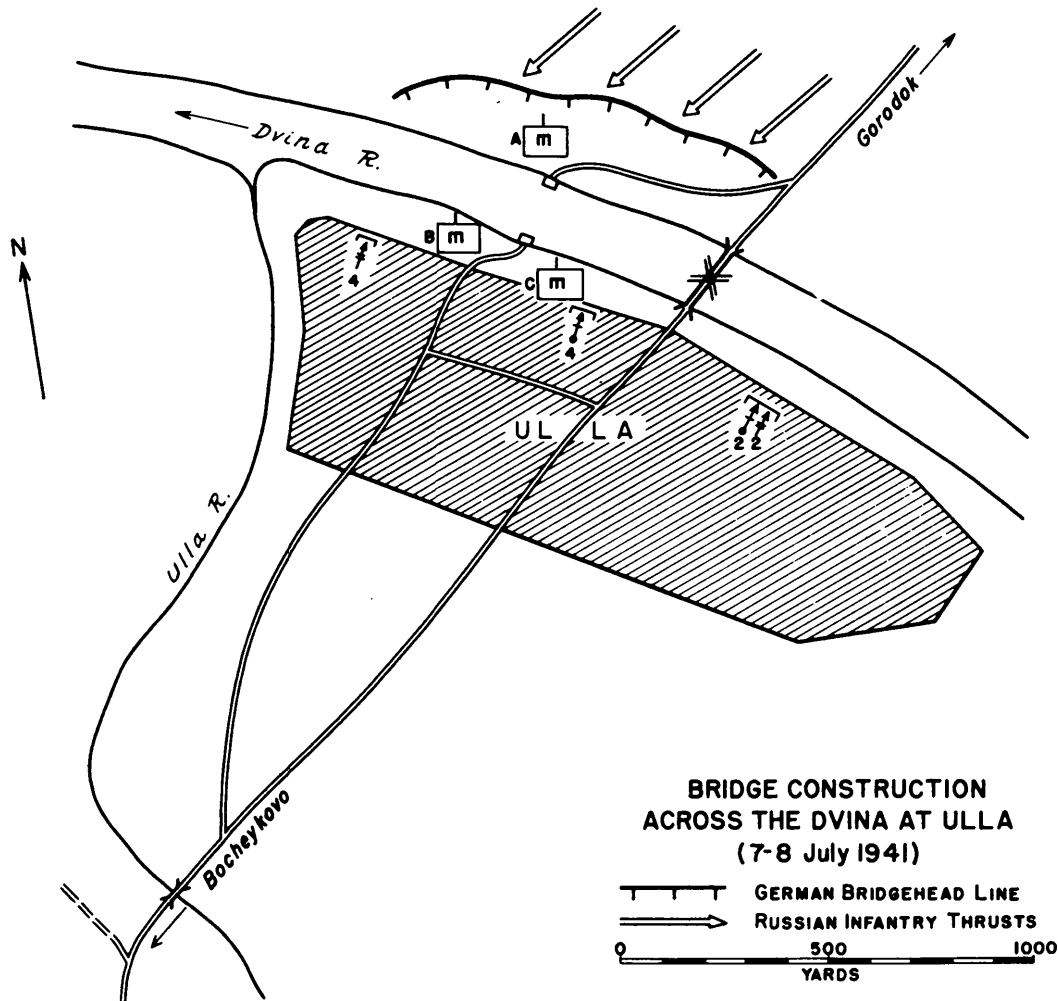 Gorodok
Dvina R.
A m
N
B m
C m
4
4
UL LA
2 2
Ulla R.
Bocheykovo
BRIDGE CONSTRUCTION
ACROSS THE DVINA AT ULLA
(7-8 July 1941)
GERMAN BRIDGEHEAD LINE
RUSSIAN INFANTRY THRUSTS
0 500 1000
YARDS